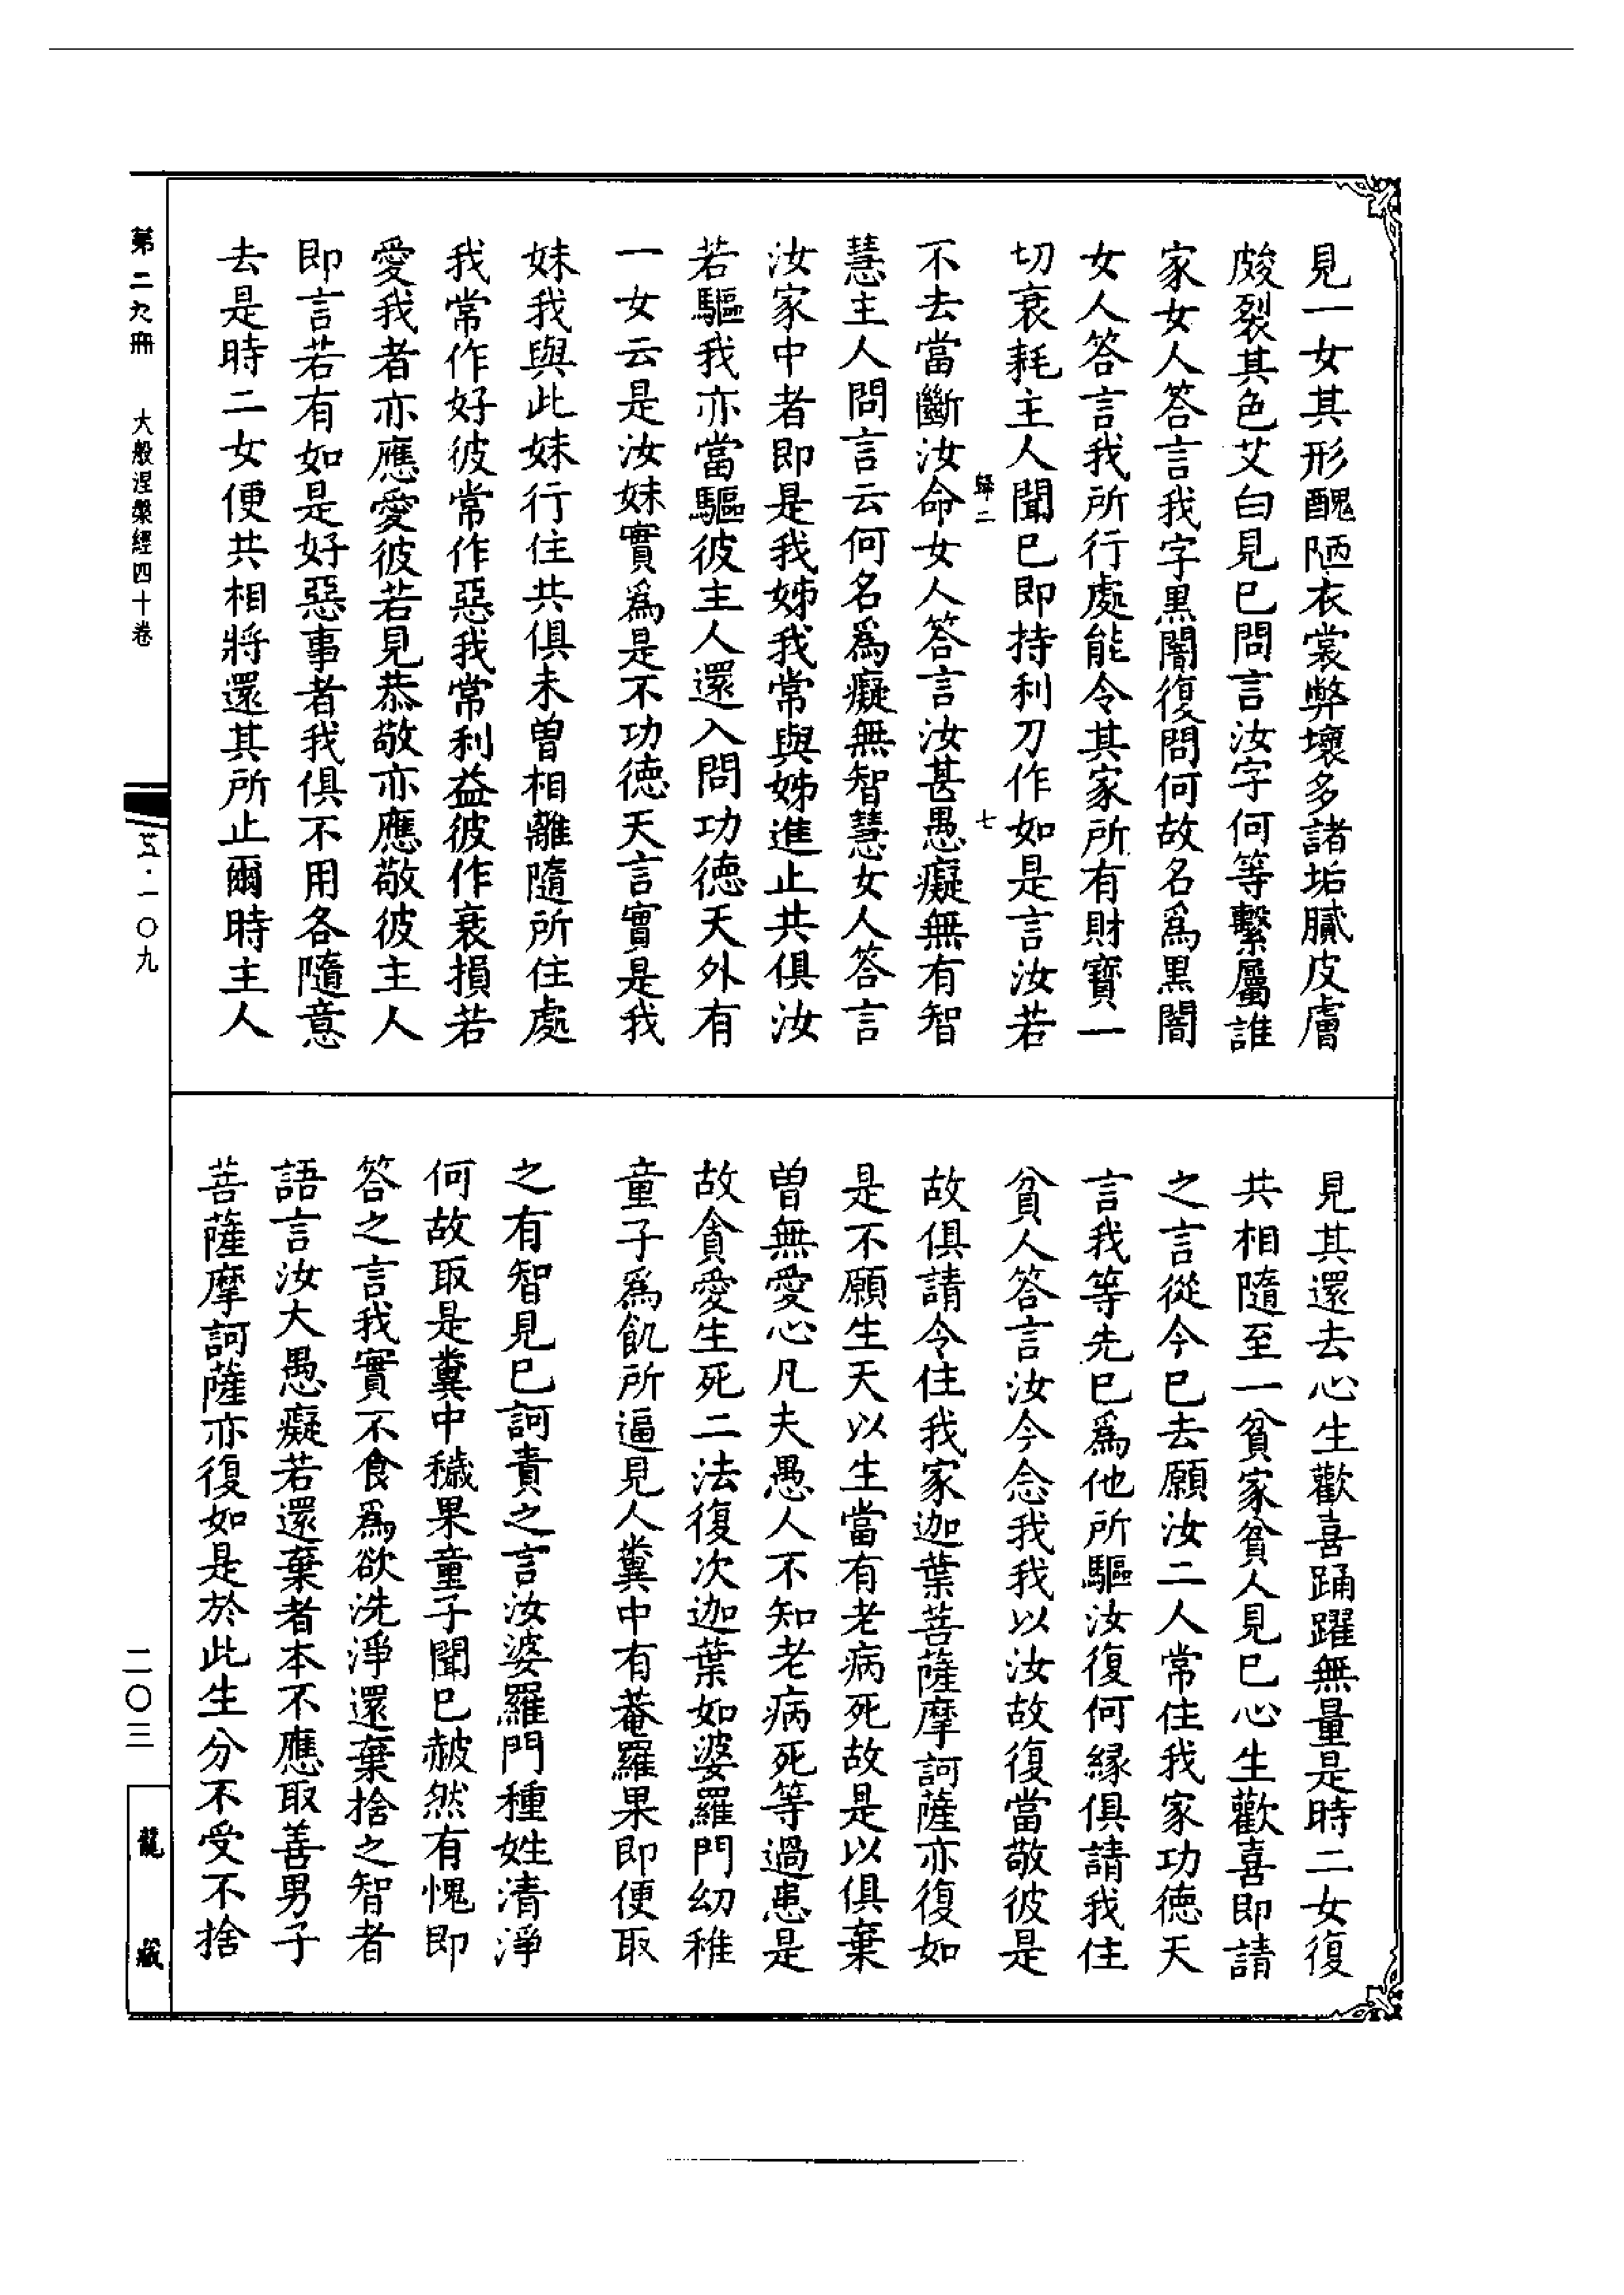 見一女其形醜陋衣裳弊壞多諸垢膩皮膚
皴裂其色艾白見巳問言汝字何等繫屬誰
家女人答言我字黑闇復問何故名爲黑闇
女人答言我所行處能令其家所有財寶一
切衰耗主人聞巳即持利刀作如是言汝若
歸二　七
不去當斷汝命女人答言汝甚愚癡無有智
慧主人問言云何名爲癡無智慧女人答言
汝家中者即是我姊我常與姊進止共俱汝
若驅我亦當驅彼主人還入問功德天外有
一女云是汝妹實爲是不功德天言實是我
妹我與此妹行住共俱未曾相離隨所住處
我常作好彼常作惡我常利益彼作衰損若
愛我者亦應愛彼若見恭敬亦應敬彼主人
即言若有如是好惡事者我俱不用各隨意
去是時二女便共相將還其所止爾時主人
見其還去心生歡喜踊躍無量是時二女復
共相隨至一貧家貧人見巳心生歡喜即請
之言從今巳去願汝二人常住我家功德天
言我等先巳爲他所驅汝復何緣俱請我住
貧人答言汝今念我我以汝故復當敬彼是
故俱請令住我家迦葉菩薩摩訶薩亦復如
是不願生天以生當有老病死故是以俱棄
曾無愛心凡夫愚人不知老病死等過患是
故貪愛生死二法復次迦葉如婆羅門幼稚
童子爲飢所逼見人糞中有菴羅果即便取
之有智見巳訶責之言汝婆羅門種姓清淨
何故取是糞中穢果童子聞巳赧然有愧即
答之言我實不食爲欲洗淨還棄捨之智者
語言汝大愚癡若還棄者本不應取善男子
菩薩摩訶薩亦復如是於此生分不受不捨
第二六冊　大般涅槃經四十卷
五·一〇九
二〇三
龍藏